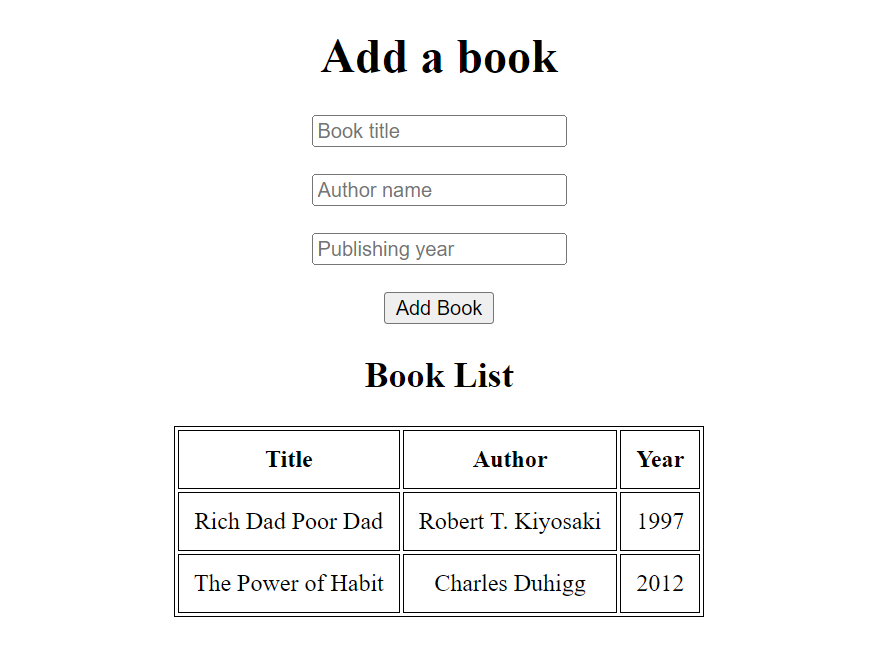 Add a book
Book title
Author name
Publishing year
Add Book
Book List
Title Author Year
Rich Dad Poor Dad Robert T. Kiyosaki 1997
The Power of Habit Charles Duhigg 2012